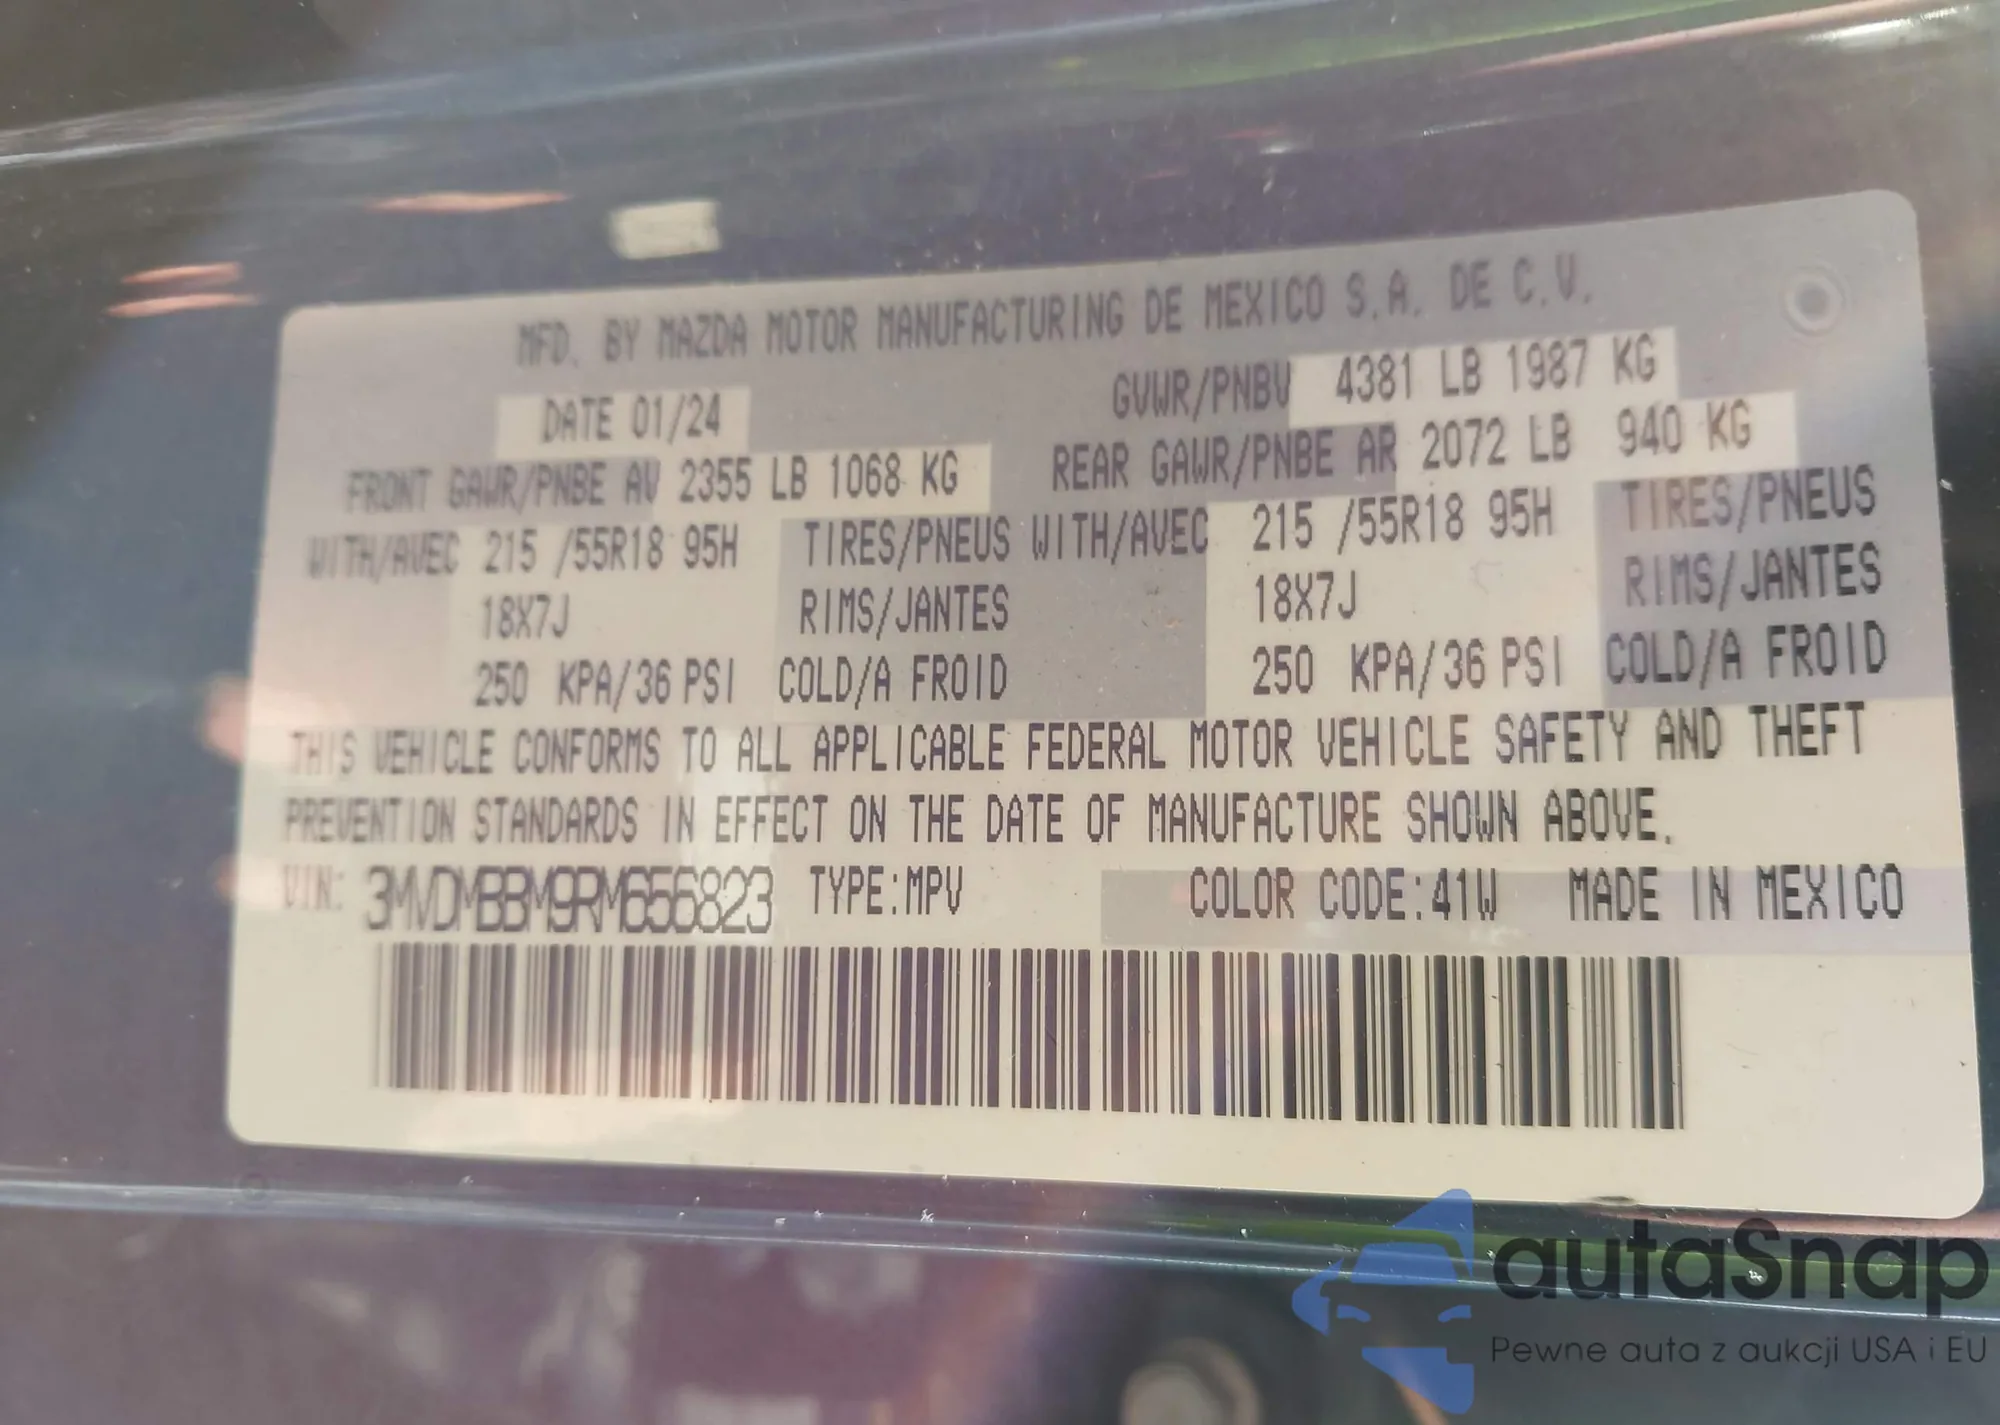 MFD. BY MAZDA MOTOR MANUFACTURING DE MEXICO S.A. DE C.V.
DATE 01/24 GVWR/PNBV 4381 LB 1987 KG
FRONT GAWR/PNBE AV 2355 LB 1068 KG REAR GAWR/PNBE AR 2072 LB 940 KG
WITH/AVEC 215 /55R18 95H TIRES/PNEUS WITH/AVEC 215 /55R18 95H TIRES/PNEUS
18X7J RIMS/JANTES 18X7J RIMS/JANTES
250 KPA/36 PSI COLD/A FROID 250 KPA/36 PSI COLD/A FROID
THIS VEHICLE CONFORMS TO ALL APPLICABLE FEDERAL MOTOR VEHICLE SAFETY AND THEFT
PREVENTION STANDARDS IN EFFECT ON THE DATE OF MANUFACTURE SHOWN ABOVE.
VIN: 3MVDMBBM9RM656823 TYPE:MPV COLOR CODE:41W MADE IN MEXICO
autaSnap
Pewne auta z aukcji USA i EU